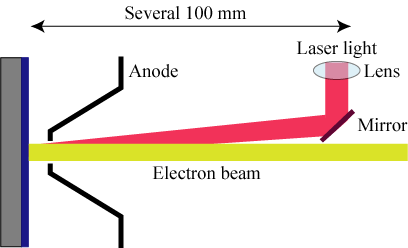 Several 100 mm
Laser light
Anode
Lens
Mirror
Electron beam